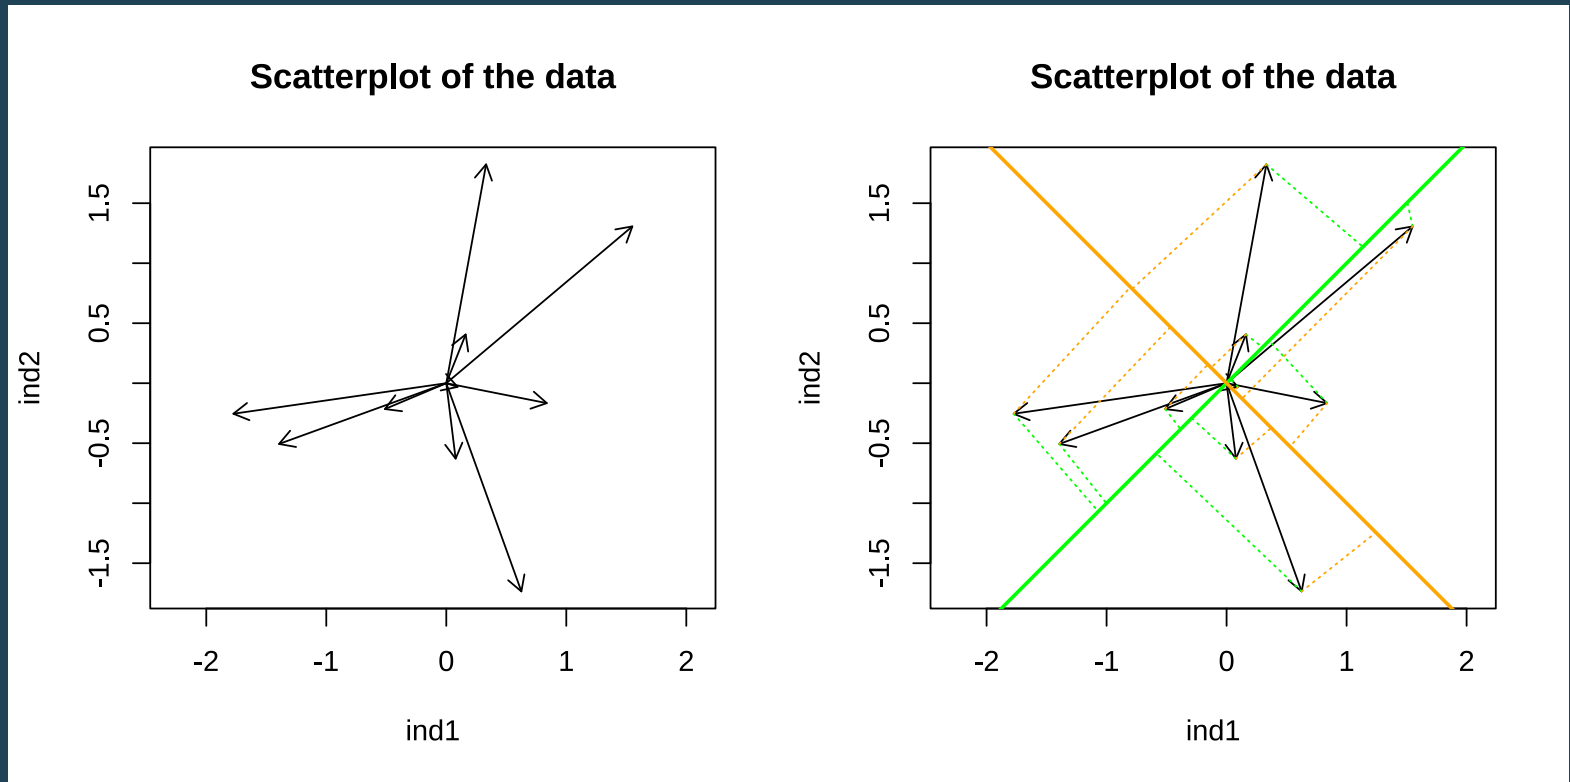 Scatterplot of the data
ind2
1.5
0.5
-0.5
-1.5
-2 -1 0 1 2
ind1
Scatterplot of the data
ind2
1.5
0.5
-0.5
-1.5
-2 -1 0 1 2
ind1